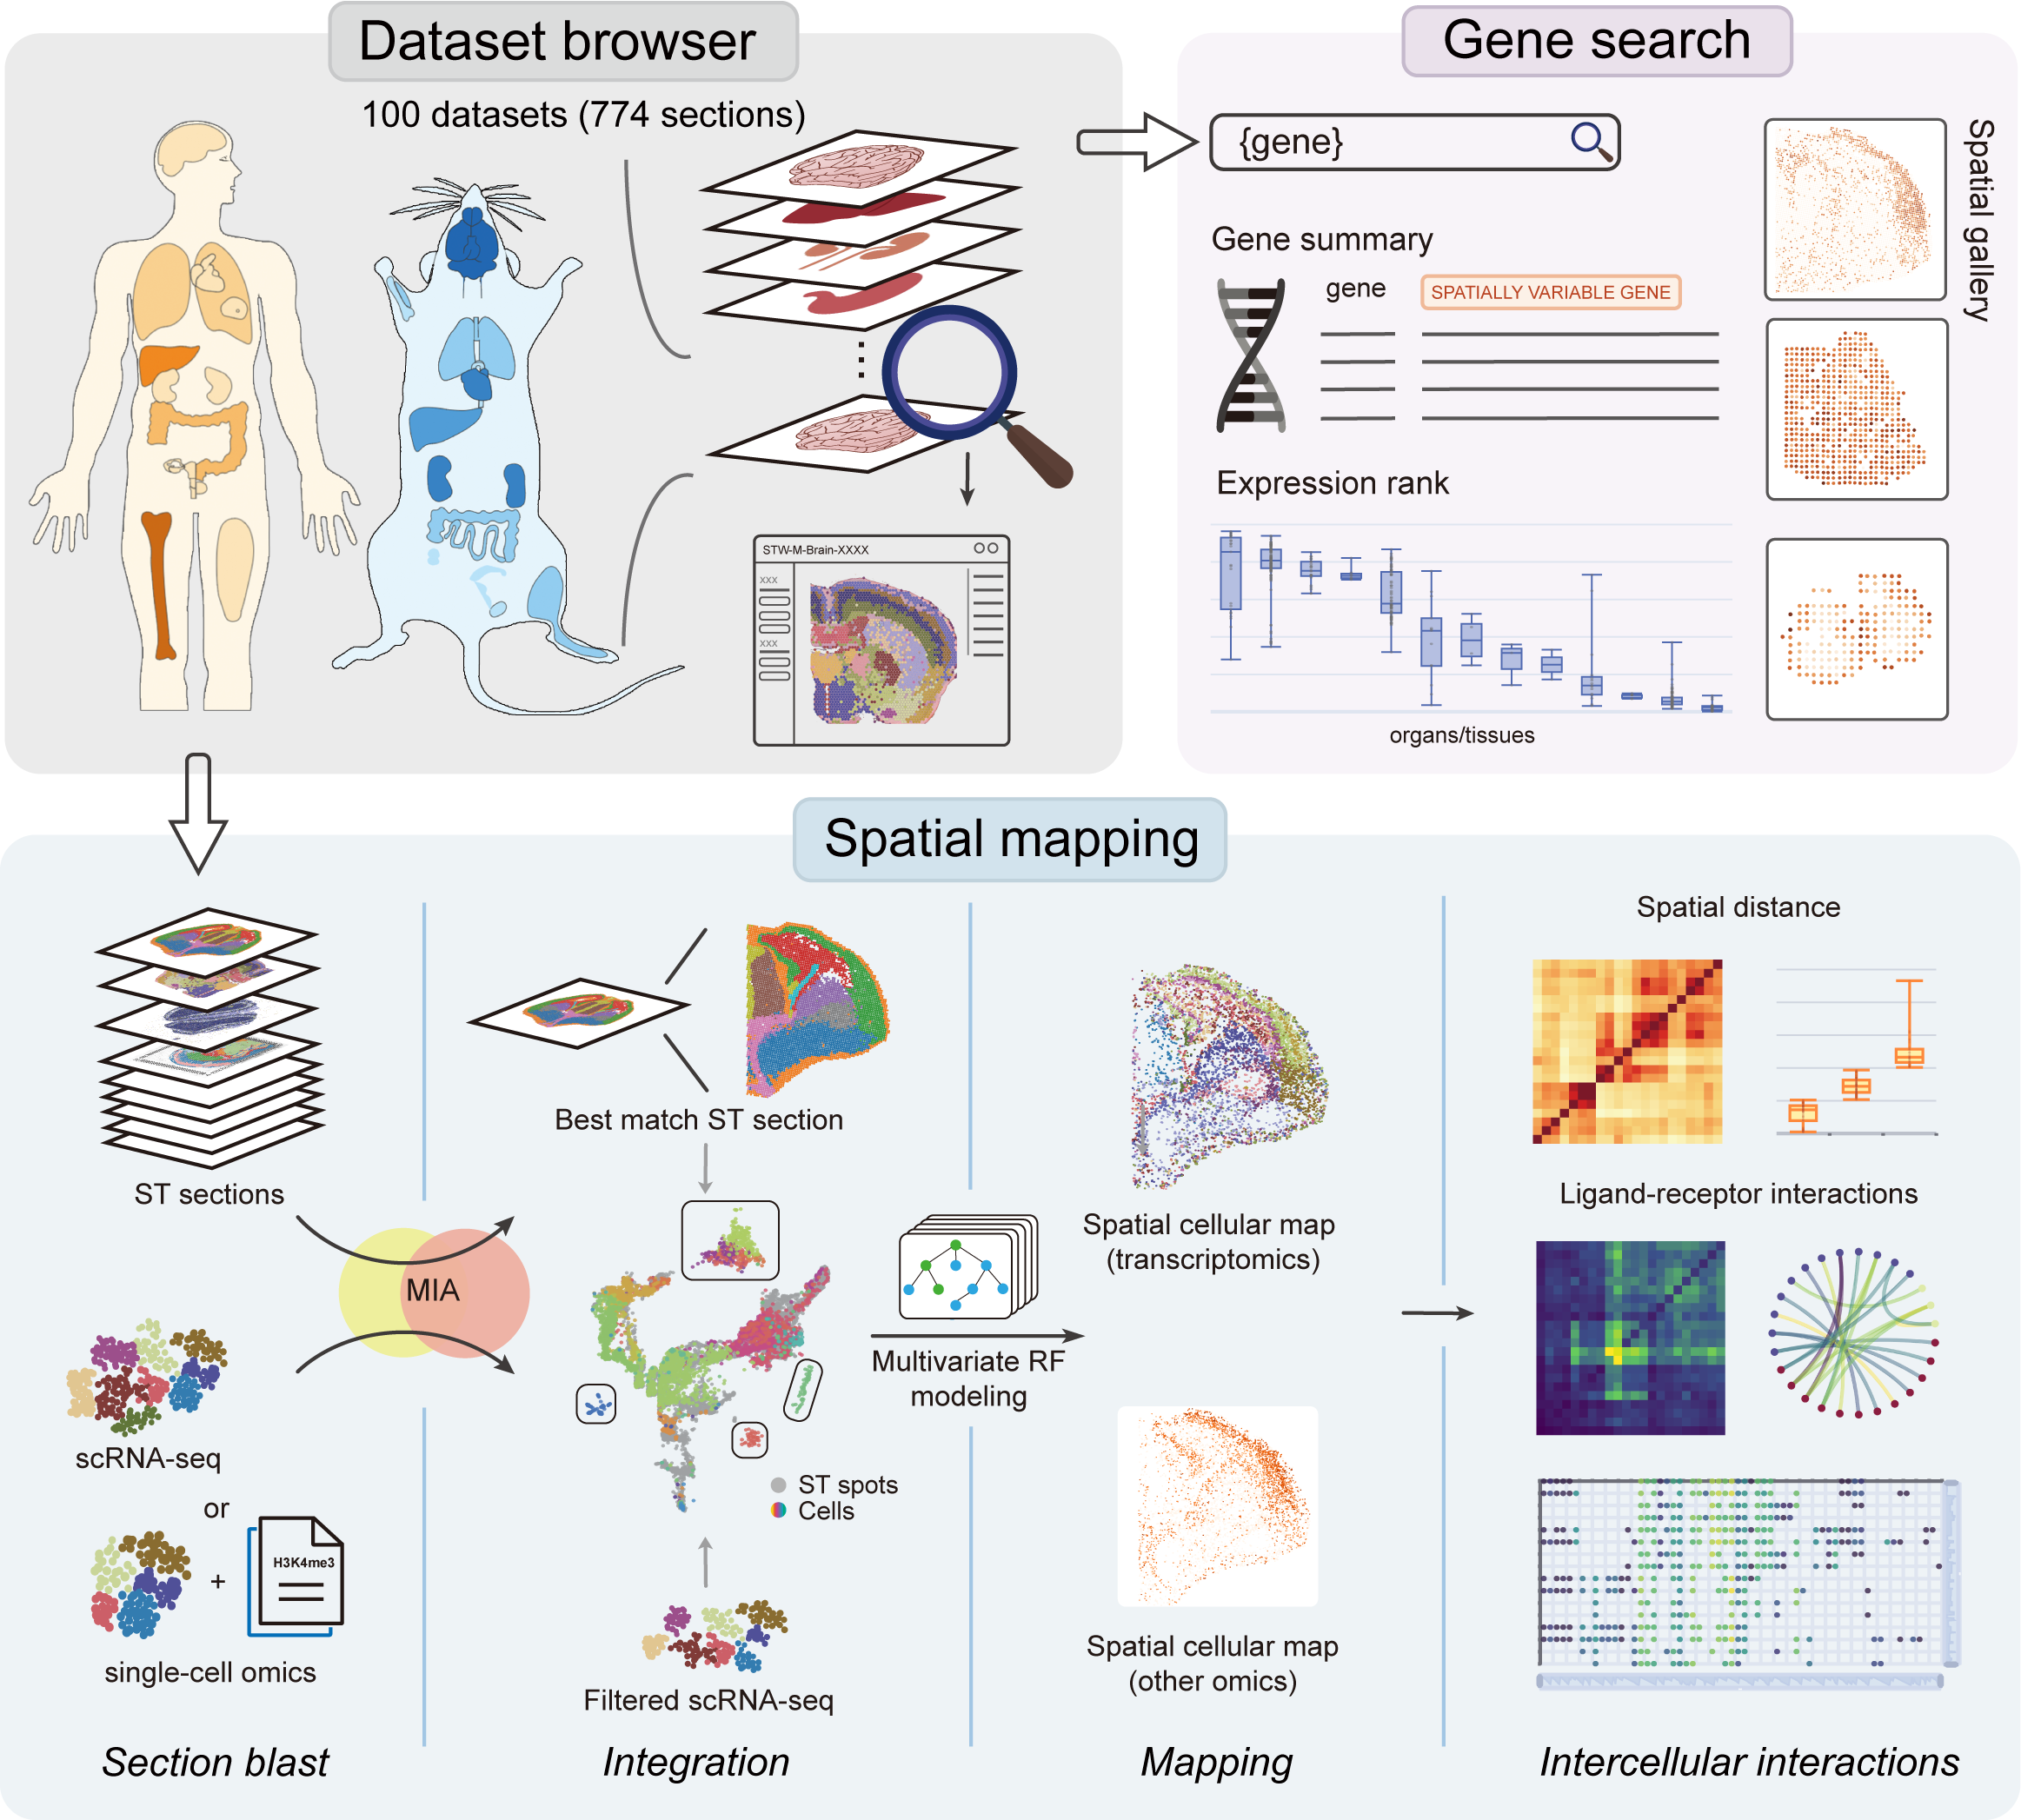 Dataset browser
100 datasets (774 sections)
STW-M-Brain-XXXX
XXX
XXX
Gene search
{gene}
Spatial gallery
Gene summary
gene
SPATIALLY VARIABLE GENE
Expression rank
organs/tissues
Spatial mapping
ST sections
MIA
scRNA-seq
or
+
H3K4me3
single-cell omics
Section blast
Best match ST section
ST spots
Cells
Filtered scRNA-seq
Integration
Multivariate RF
modeling
Spatial cellular map
(transcriptomics)
Spatial cellular map
(other omics)
Mapping
Spatial distance
Ligand-receptor interactions
Intercellular interactions